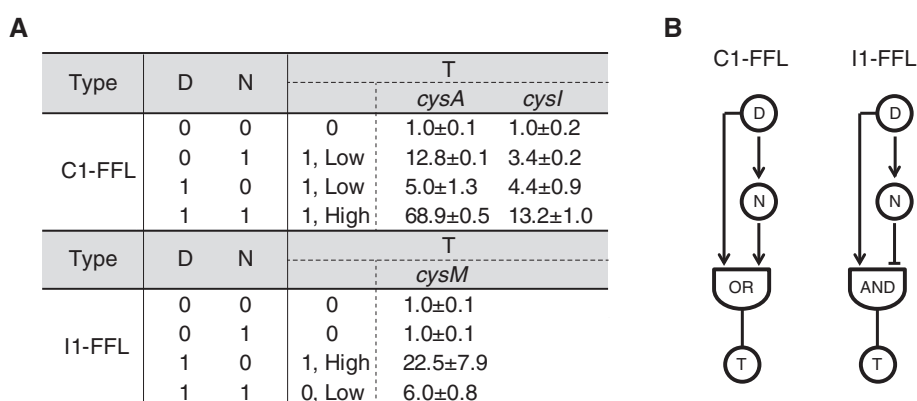 A
Type D N T
cysA cysI
C1-FFL
0 0 0 1.0±0.1 1.0±0.2
0 1 1, Low 12.8±0.1 3.4±0.2
1 0 1, Low 5.0±1.3 4.4±0.9
1 1 1, High 68.9±0.5 13.2±1.0
Type D N T
cysM
I1-FFL
0 0 0 1.0±0.1
0 1 0 1.0±0.1
1 0 1, High 22.5±7.9
1 1 0, Low 6.0±0.8
B
C1-FFL
D
N
OR
T
I1-FFL
D
N
AND
T